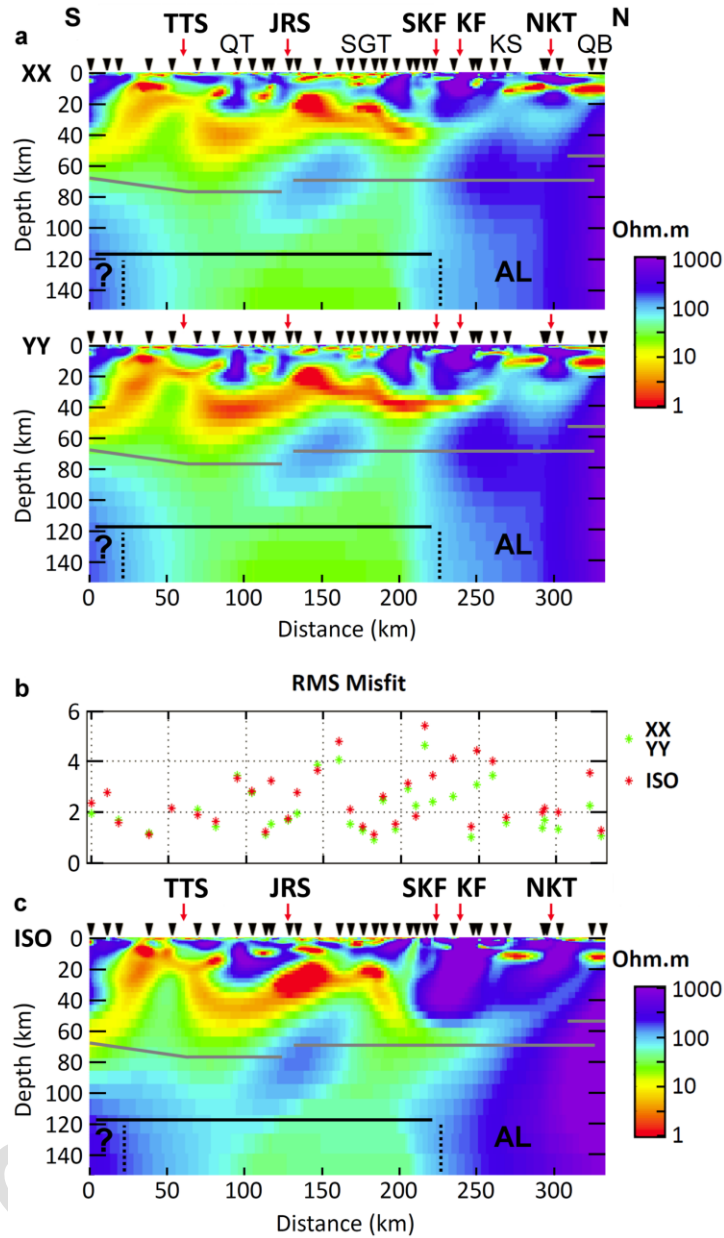 S N
TTS JRS SKF KF NKT
a QT SGT KS QB
XX
0
20
40
60
80
100
120
140
Depth (km)
? AL
Ohm.m
1000
100
10
1
YY
0
20
40
60
80
100
120
140
Depth (km)
? AL
0 50 100 150 200 250 300
Distance (km)
b RMS Misfit
6
4
2
0
XX
YY
ISO
TTS JRS SKF KF NKT
c
ISO
0
20
40
60
80
100
120
140
Depth (km)
? AL
Ohm.m
1000
100
10
1
0 50 100 150 200 250 300
Distance (km)